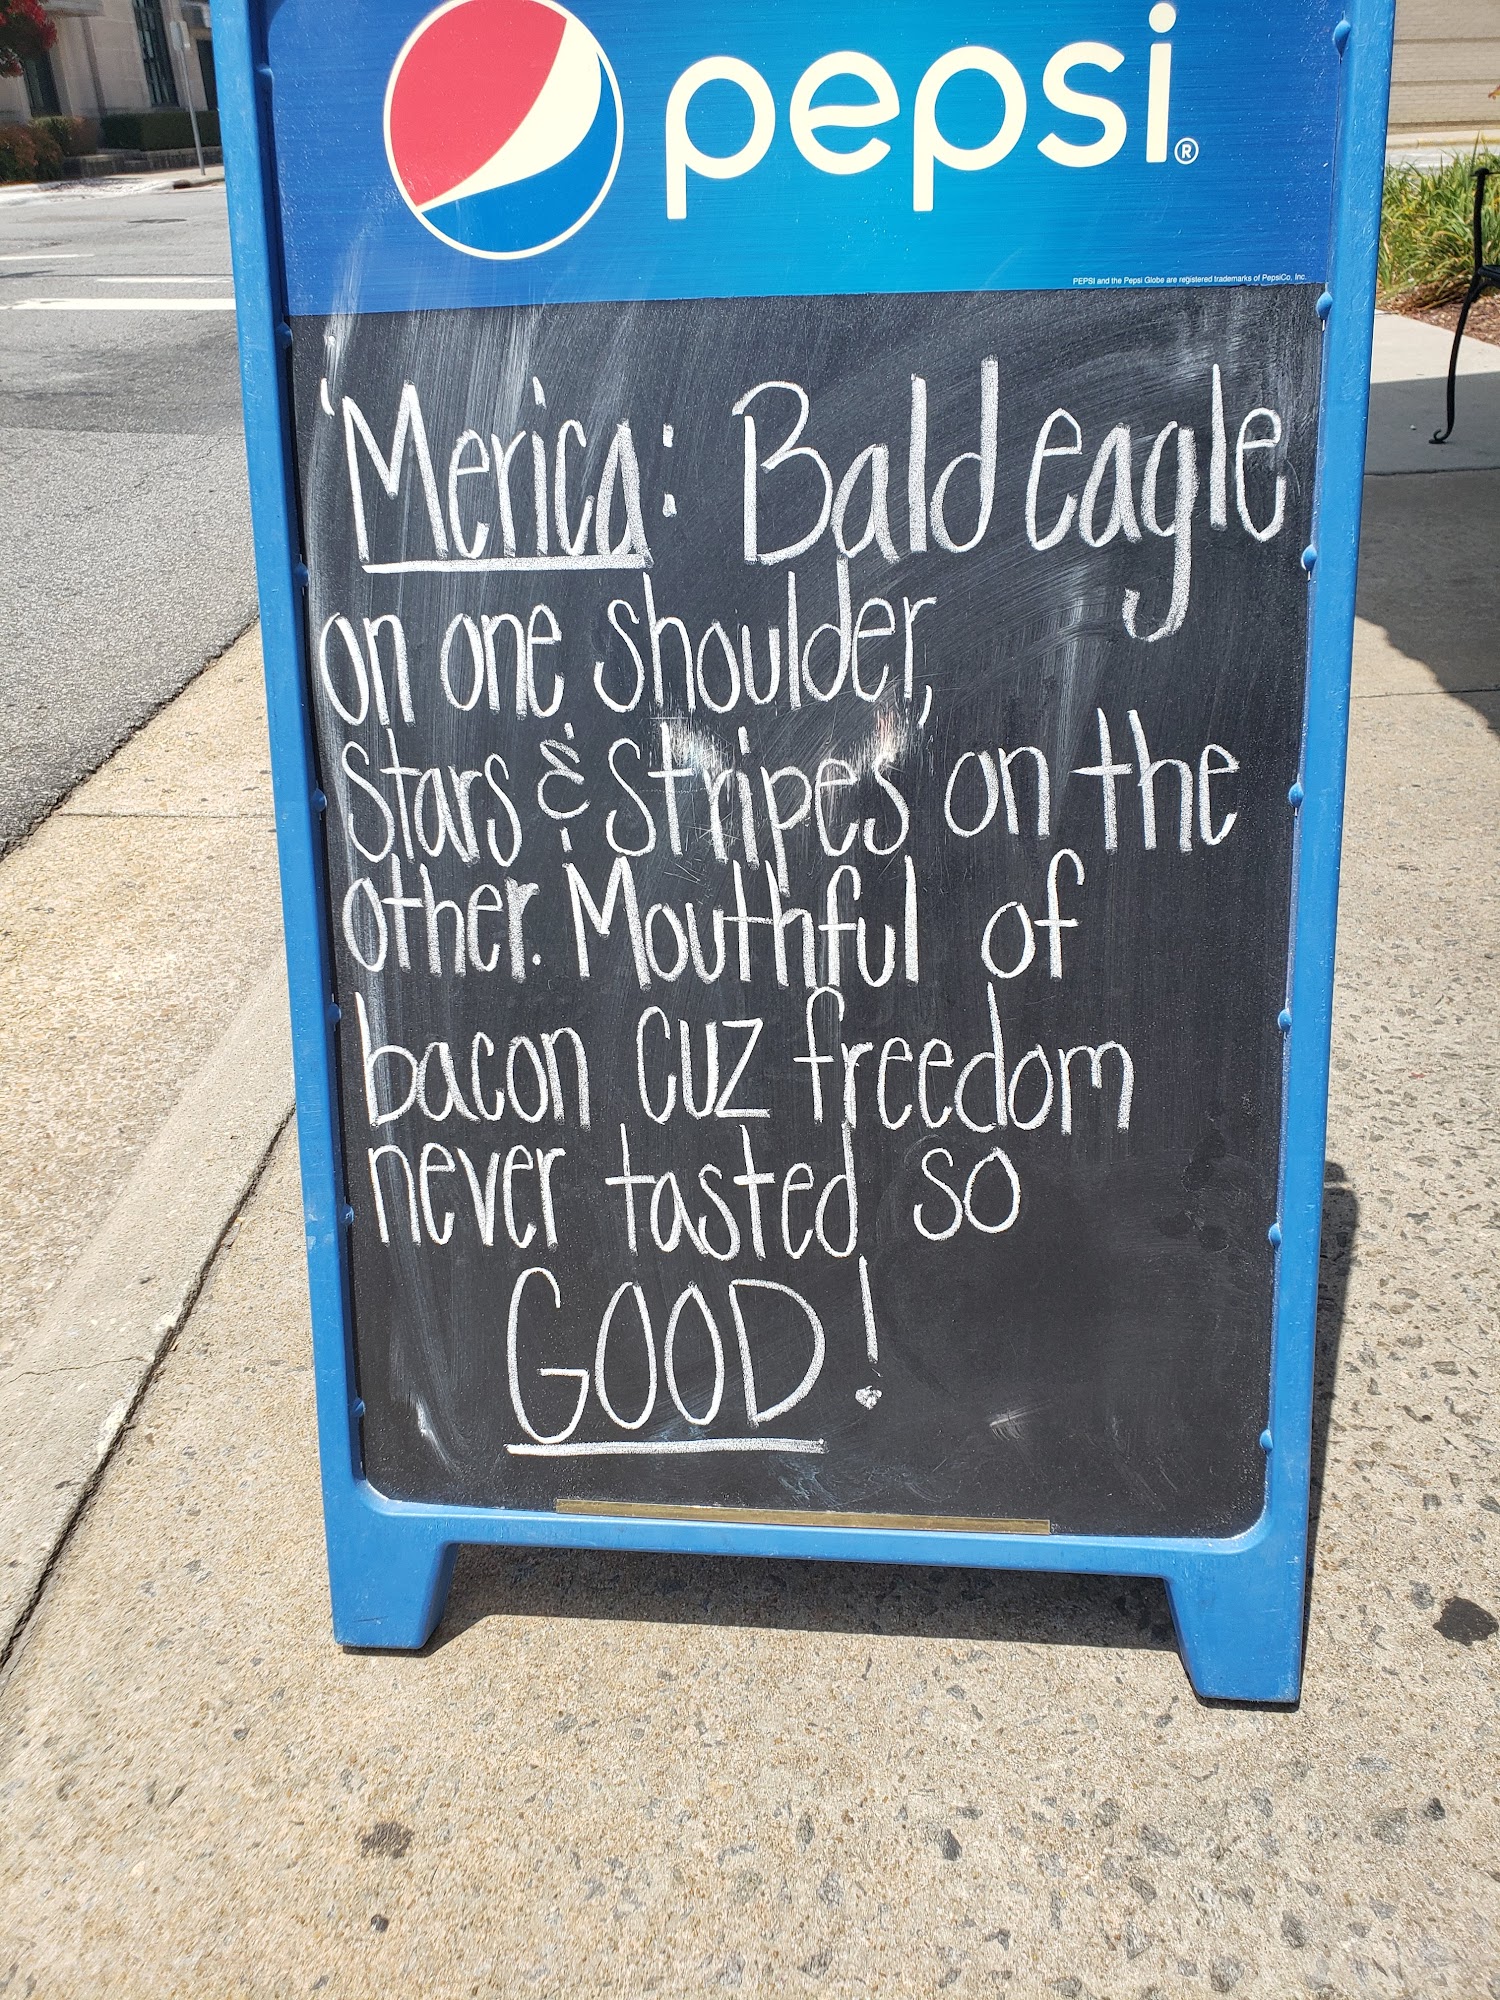 pepsi®
PEPSI and the Pepsi Globe are registered trademarks of PepsiCo, Inc.
'Merica: Bald eagle
on one shoulder,
Stars & Stripes on the
other. Mouthful of
bacon cuz freedom
never tasted so
GOOD!